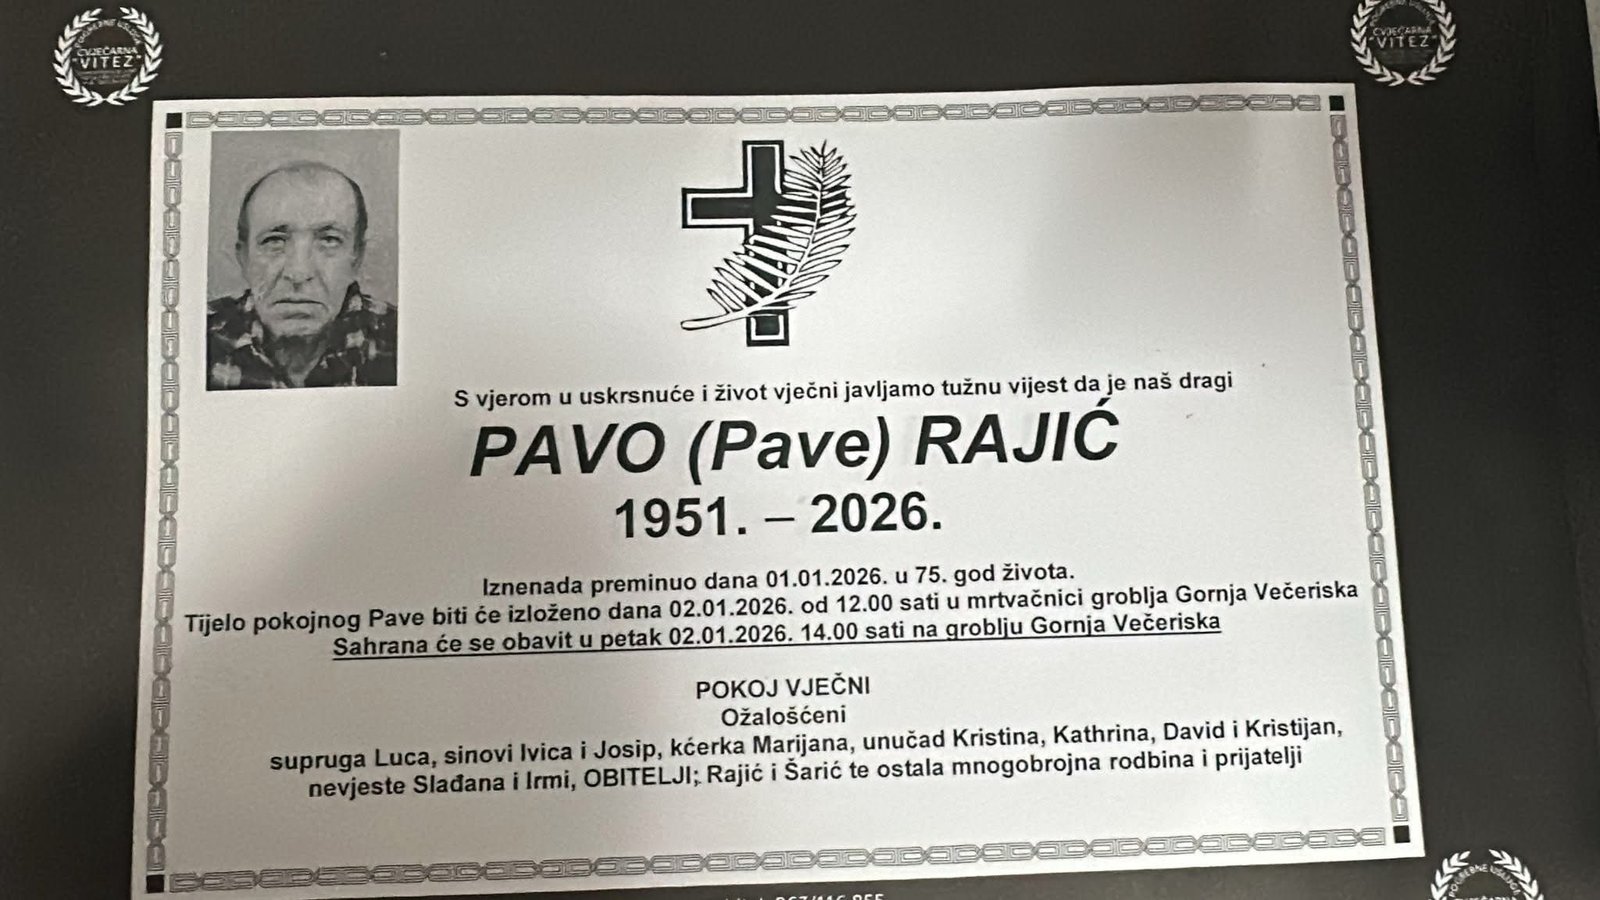 POGREBNE USLUGE
CVJEĆARNA
"VITEZ"
CVJEĆARNA
"VITEZ"
S vjerom u uskrsnuće i život vječni javljamo tužnu vijest da je naš dragi
PAVO (Pave) RAJIĆ
1951. – 2026.
Iznenada preminuo dana 01.01.2026. u 75. god života.
Tijelo pokojnog Pave biti će izloženo dana 02.01.2026. od 12.00 sati u mrtvačnici groblja Gornja Večeriska
Sahrana će se obavit u petak 02.01.2026. 14.00 sati na groblju Gornja Večeriska
POKOJ VJEČNI
Ožalošćeni
supruga Luca, sinovi Ivica i Josip, kćerka Marijana, unučad Kristina, Kathrina, David i Kristijan,
nevjeste Slađana i Irmi, OBITELJI; Rajić i Šarić te ostala mnogobrojna rodbina i prijatelji
POGREBNE USLUGE